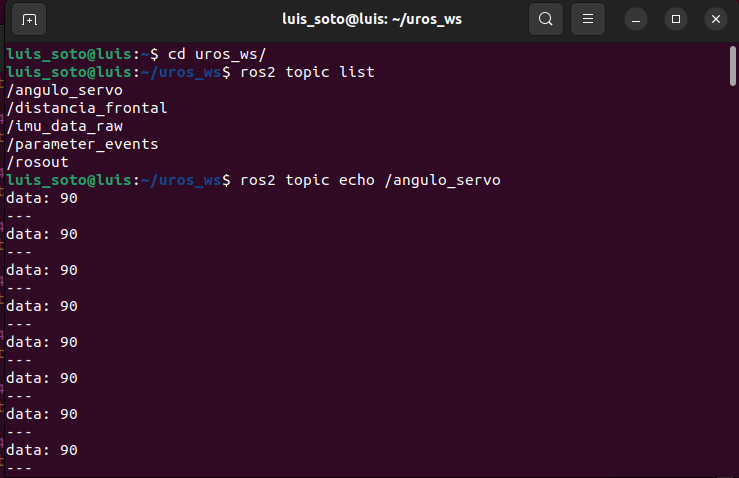 luis_soto@luis: ~/uros_ws
luis_soto@luis:~$ cd uros_ws/
luis_soto@luis:~/uros_ws$ ros2 topic list
/angulo_servo
/distancia_frontal
/imu_data_raw
/parameter_events
/rosout
luis_soto@luis:~/uros_ws$ ros2 topic echo /angulo_servo
data: 90
---
data: 90
---
data: 90
---
data: 90
---
data: 90
---
data: 90
---
data: 90
---
data: 90
---